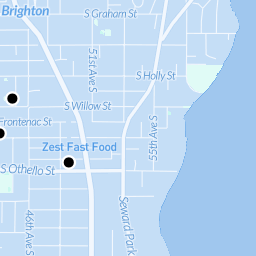 Brighton
S Graham St
51st Ave S
S Holly St
S Willow St
Frontenac St
55th Ave S
Zest Fast Food
S Othello St
46th Ave S
Seward Park